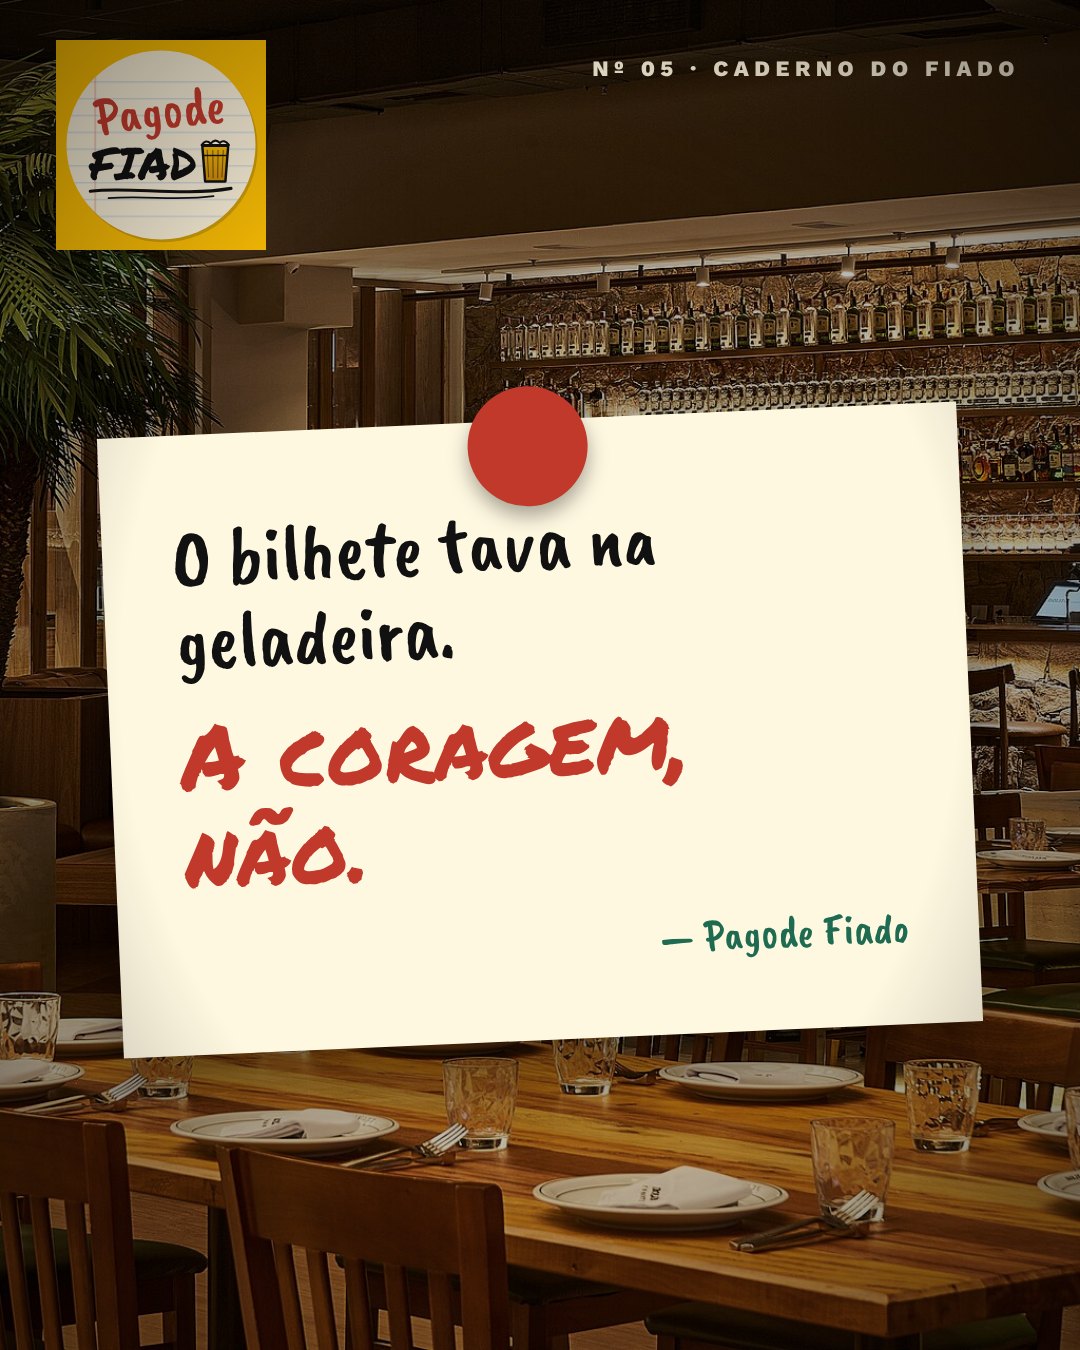 Pagode
FIAD
Nº 05 · CADERNO DO FIADO
O bilhete tava na
geladeira.
A CORAGEM,
NÃO.
— Pagode Fiado